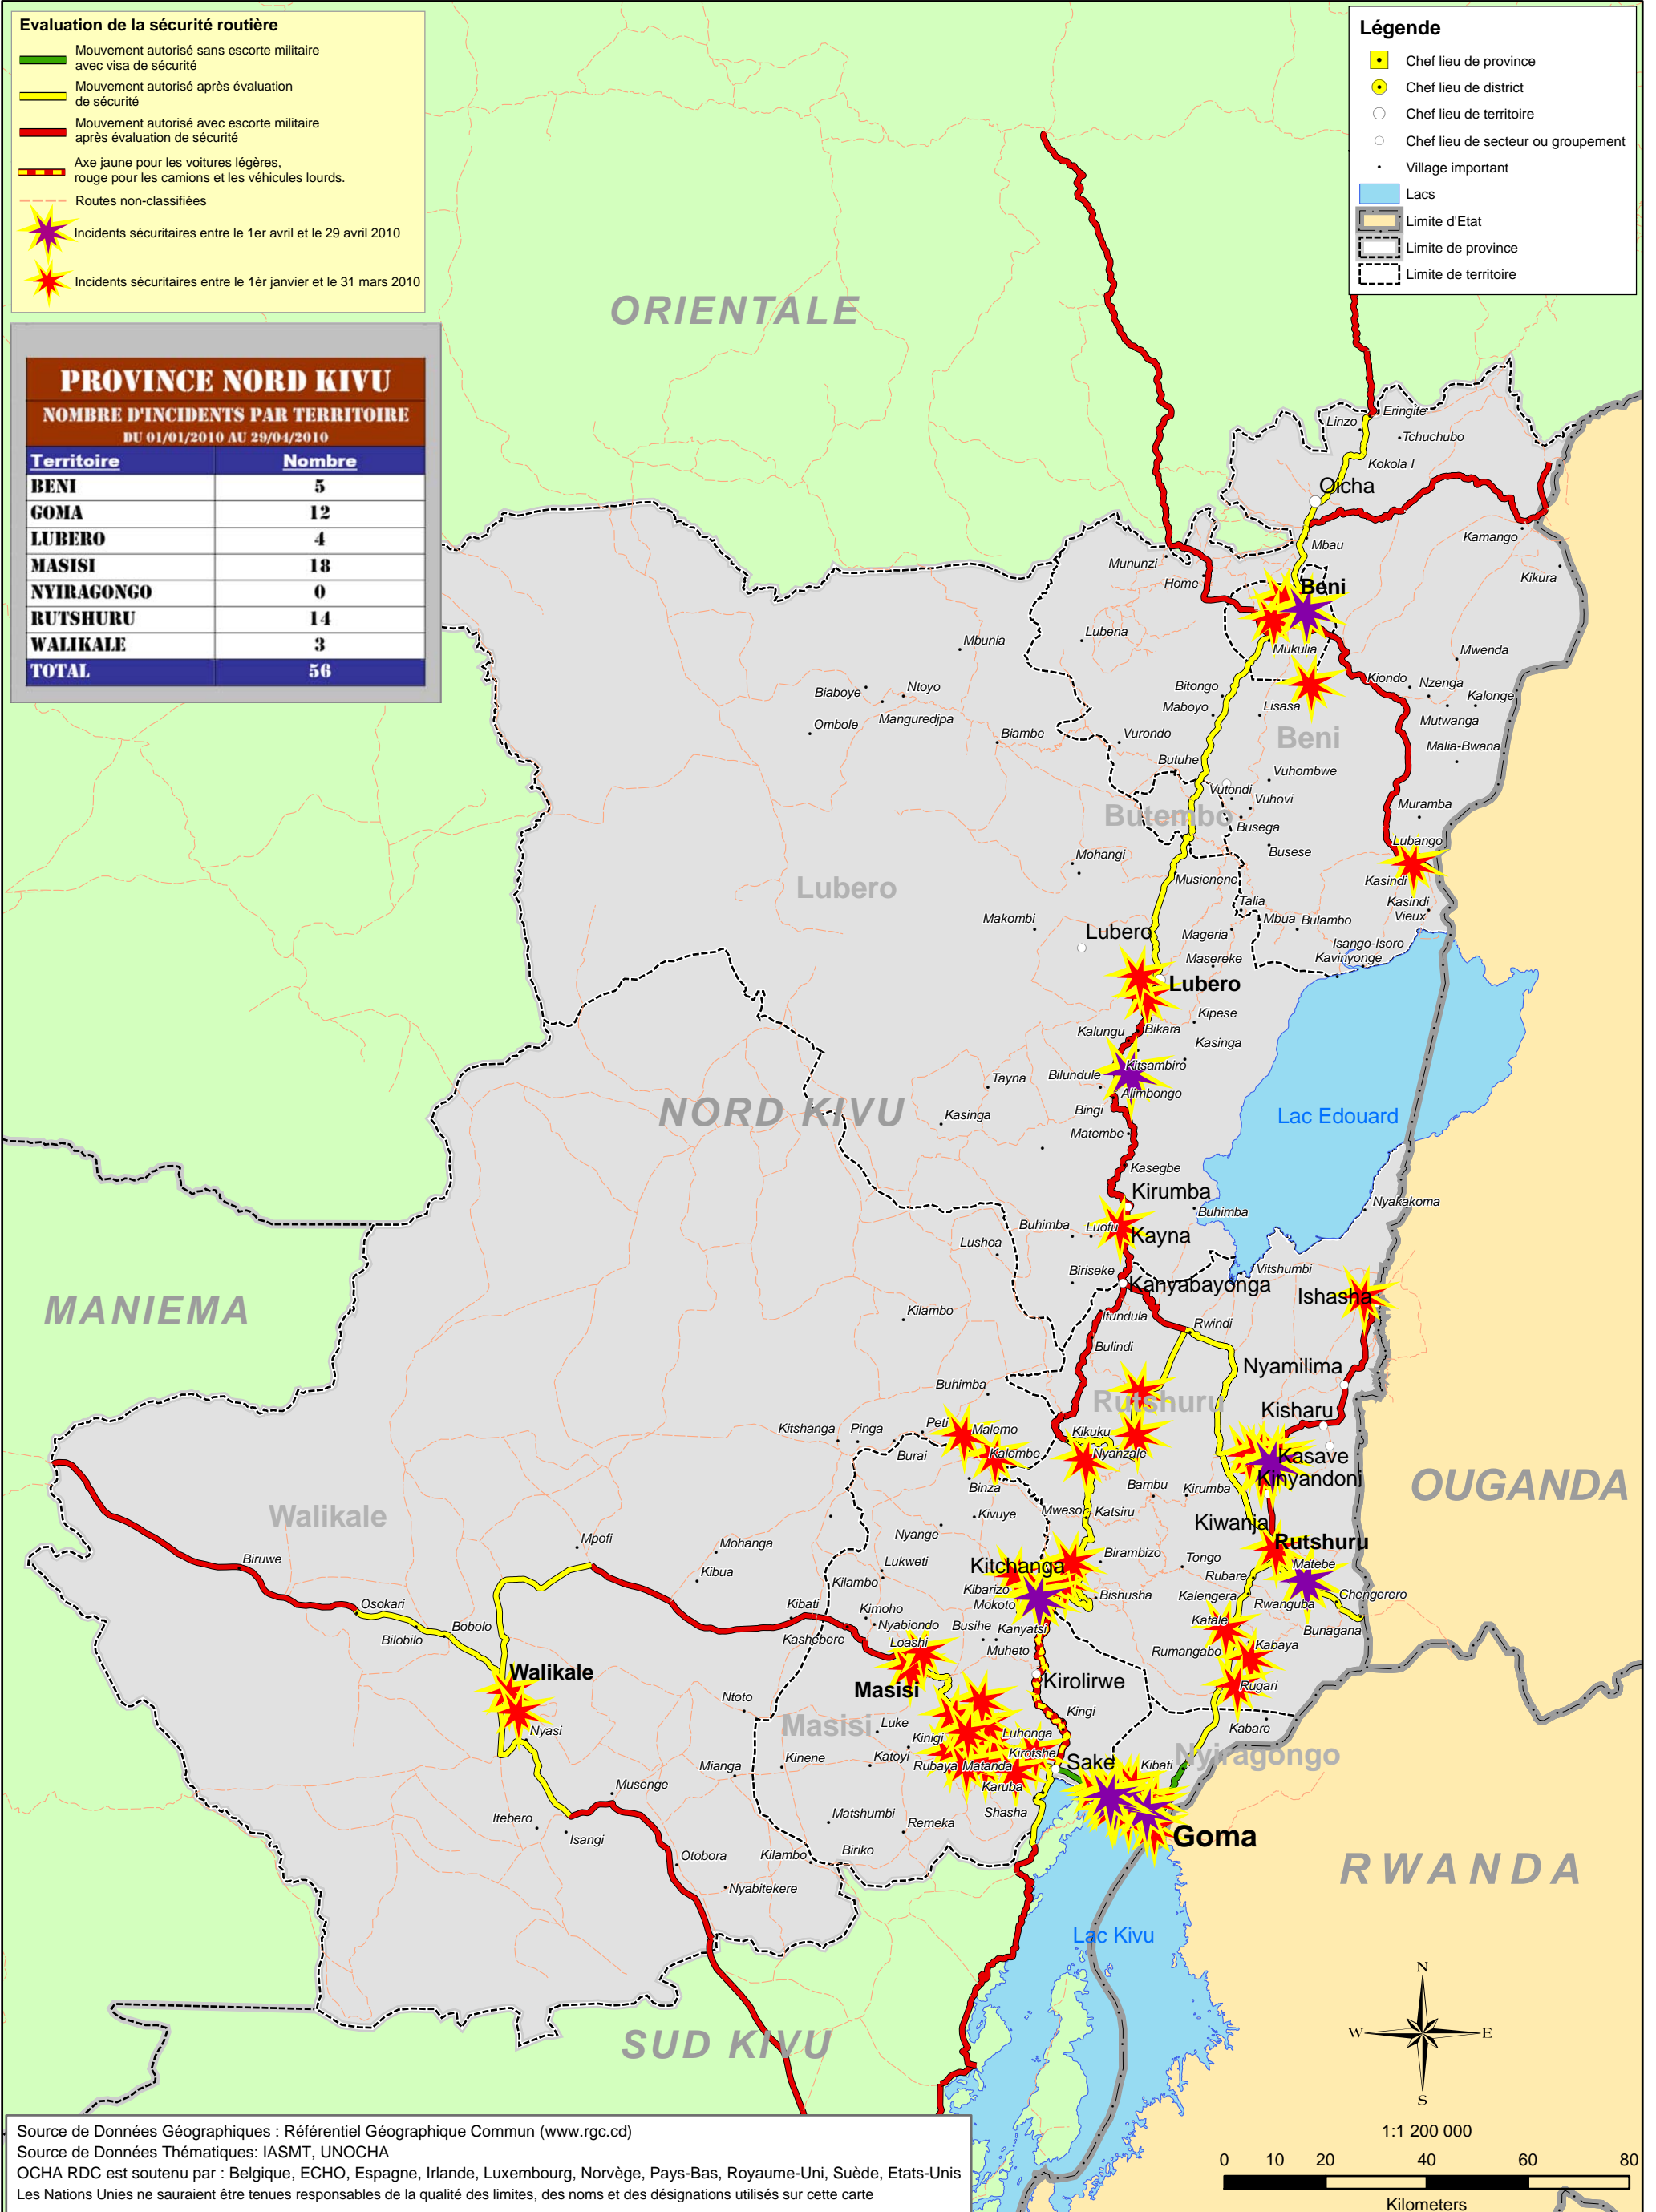 Evaluation de la sécurité routière
Mouvement autorisé sans escorte militaire
avec visa de sécurité
Mouvement autorisé après évaluation
de sécurité
Mouvement autorisé avec escorte militaire
après évaluation de sécurité
Axe jaune pour les voitures légères,
rouge pour les camions et les véhicules lourds.
Routes non-classifiées
Incidents sécuritaires entre le 1er avril et le 29 avril 2010
Incidents sécuritaires entre le 1èr janvier et le 31 mars 2010
Légende
Chef lieu de province
Chef lieu de district
Chef lieu de territoire
Chef lieu de secteur ou groupement
Village important
Lacs
Limite d'Etat
Limite de province
Limite de territoire
PROVINCE NORD KIVU
NOMBRE D'INCIDENTS PAR TERRITOIRE
DU 01/01/2010 AU 29/04/2010
Territoire Nombre
BENI 5
GOMA 12
LUBERO 4
MASISI 18
NYIRAGONGO 0
RUTSHURU 14
WALIKALE 3
TOTAL 56
ORIENTALE
Eringite
Linzo
Tchuchubo
Kokola I
Oicha
Mbau
Kamango
Mununzi
Home
Kikura
Beni
Lubena
Mbunia
Mukulia
Mwenda
Kiondo
Nzenga
Biaboye
Ntoyo
Bitongo
Kalonge
Maboyo
Lisasa
Mutwanga
Ombole
Manguredjpa
Biambe
Vurondo
Beni
Malia-Bwana
Butuhe
Vuhombwe
Vutondi
Vuhovi
Muramba
Butembo
Busega
Lubango
Mohangi
Busese
Lubero
Musienene
Kasindi
Talia
Kasindi
Vieux
Makombi
Mbua
Bulambo
Lubero
Mageria
Isango-Isoro
Masereke
Kavinyonge
Lubero
Kipese
Kalungu
Bikara
Kasinga
Kitsambiro
Tayna
Bilundule
Alimbongo
NORD KIVU
Kasinga
Bingi
Lac Edouard
Matembe
Kasegbe
Kirumba
Nyakakoma
Buhimba
Buhimba
Luofu
Kayna
Lushoa
Biriseke
Vitshumbi
Kanyabayonga
Ishasha
MANIEMA
Kilambo
Itundula
Rwindi
Bulindi
Nyamilima
Buhimba
Rutshuru
Kisharu
Kitshanga
Pinga
Peti
Malemo
Kikuku
Burai
Kalembe
Nyanzale
Kasave
Binza
Bambu
Kirumba
Kinyandoni
OUGANDA
Walikale
Kivuye
Mweso
Katsiru
Kiwanja
Nyange
Mpofi
Mohanga
Rutshuru
Biruwe
Lukweti
Kitchanga
Birambizo
Tongo
Matebe
Kibua
Kilambo
Rubare
Kibarizo
Bishusha
Kalengera
Chengerero
Osokari
Kibati
Kimoho
Mokoto
Rwanguba
Bilobilo
Bobolo
Nyabiondo
Busihe
Kanyatsi
Katale
Bunagana
Kashebere
Loashi
Muheto
Rumangabo
Kabaya
Walikale
Masisi
Kirolirwe
Rugari
Ntoto
Kingi
Kabare
Masisi
Luke
Nyasi
Kinigi
Luhonga
Kinene
Katoyi
Kirotshe
Nyiragongo
Mianga
Rubaya
Matanda
Sake
Kibati
Musenge
Karuba
Itebero
Matshumbi
Shasha
Isangi
Remeka
Goma
Otobora
Kilambo
Biriko
RWANDA
Nyabitekere
Lac Kivu
SUD KIVU
N
W E
S
1:1 200 000
0 10 20 40 60 80
Kilometers
Source de Données Géographiques : Référentiel Géographique Commun (www.rgc.cd)
Source de Données Thématiques: IASMT, UNOCHA
OCHA RDC est soutenu par : Belgique, ECHO, Espagne, Irlande, Luxembourg, Norvège, Pays-Bas, Royaume-Uni, Suède, Etats-Unis
Les Nations Unies ne sauraient être tenues responsables de la qualité des limites, des noms et des désignations utilisés sur cette carte